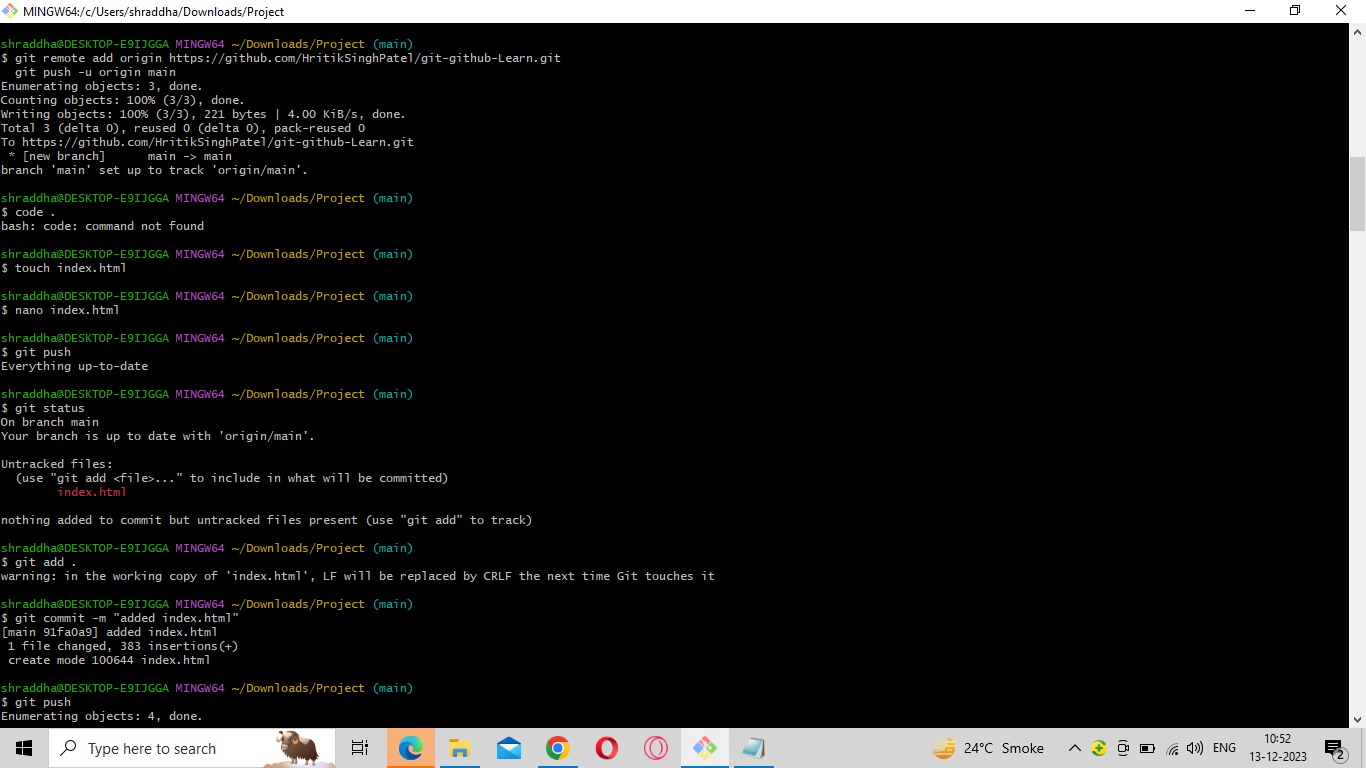 MINGW64:/c/Users/shraddha/Downloads/Project
shraddha@DESKTOP-E9IJGGA MINGW64 ~/Downloads/Project (main)
$ git remote add origin https://github.com/HritikSinghPatel/git-github-Learn.git
  git push -u origin main
Enumerating objects: 3, done.
Counting objects: 100% (3/3), done.
Writing objects: 100% (3/3), 221 bytes | 4.00 KiB/s, done.
Total 3 (delta 0), reused 0 (delta 0), pack-reused 0
To https://github.com/HritikSinghPatel/git-github-Learn.git
 * [new branch]      main -> main
branch 'main' set up to track 'origin/main'.
shraddha@DESKTOP-E9IJGGA MINGW64 ~/Downloads/Project (main)
$ code .
bash: code: command not found
shraddha@DESKTOP-E9IJGGA MINGW64 ~/Downloads/Project (main)
$ touch index.html
shraddha@DESKTOP-E9IJGGA MINGW64 ~/Downloads/Project (main)
$ nano index.html
shraddha@DESKTOP-E9IJGGA MINGW64 ~/Downloads/Project (main)
$ git push
Everything up-to-date
shraddha@DESKTOP-E9IJGGA MINGW64 ~/Downloads/Project (main)
$ git status
On branch main
Your branch is up to date with 'origin/main'.
Untracked files:
  (use "git add <file>..." to include in what will be committed)
        index.html
nothing added to commit but untracked files present (use "git add" to track)
shraddha@DESKTOP-E9IJGGA MINGW64 ~/Downloads/Project (main)
$ git add .
warning: in the working copy of 'index.html', LF will be replaced by CRLF the next time Git touches it
shraddha@DESKTOP-E9IJGGA MINGW64 ~/Downloads/Project (main)
$ git commit -m "added index.html"
[main 91fa0a9] added index.html
 1 file changed, 383 insertions(+)
 create mode 100644 index.html
shraddha@DESKTOP-E9IJGGA MINGW64 ~/Downloads/Project (main)
$ git push
Enumerating objects: 4, done.
Type here to search
24°C Smoke
ENG
10:52
13-12-2023
2